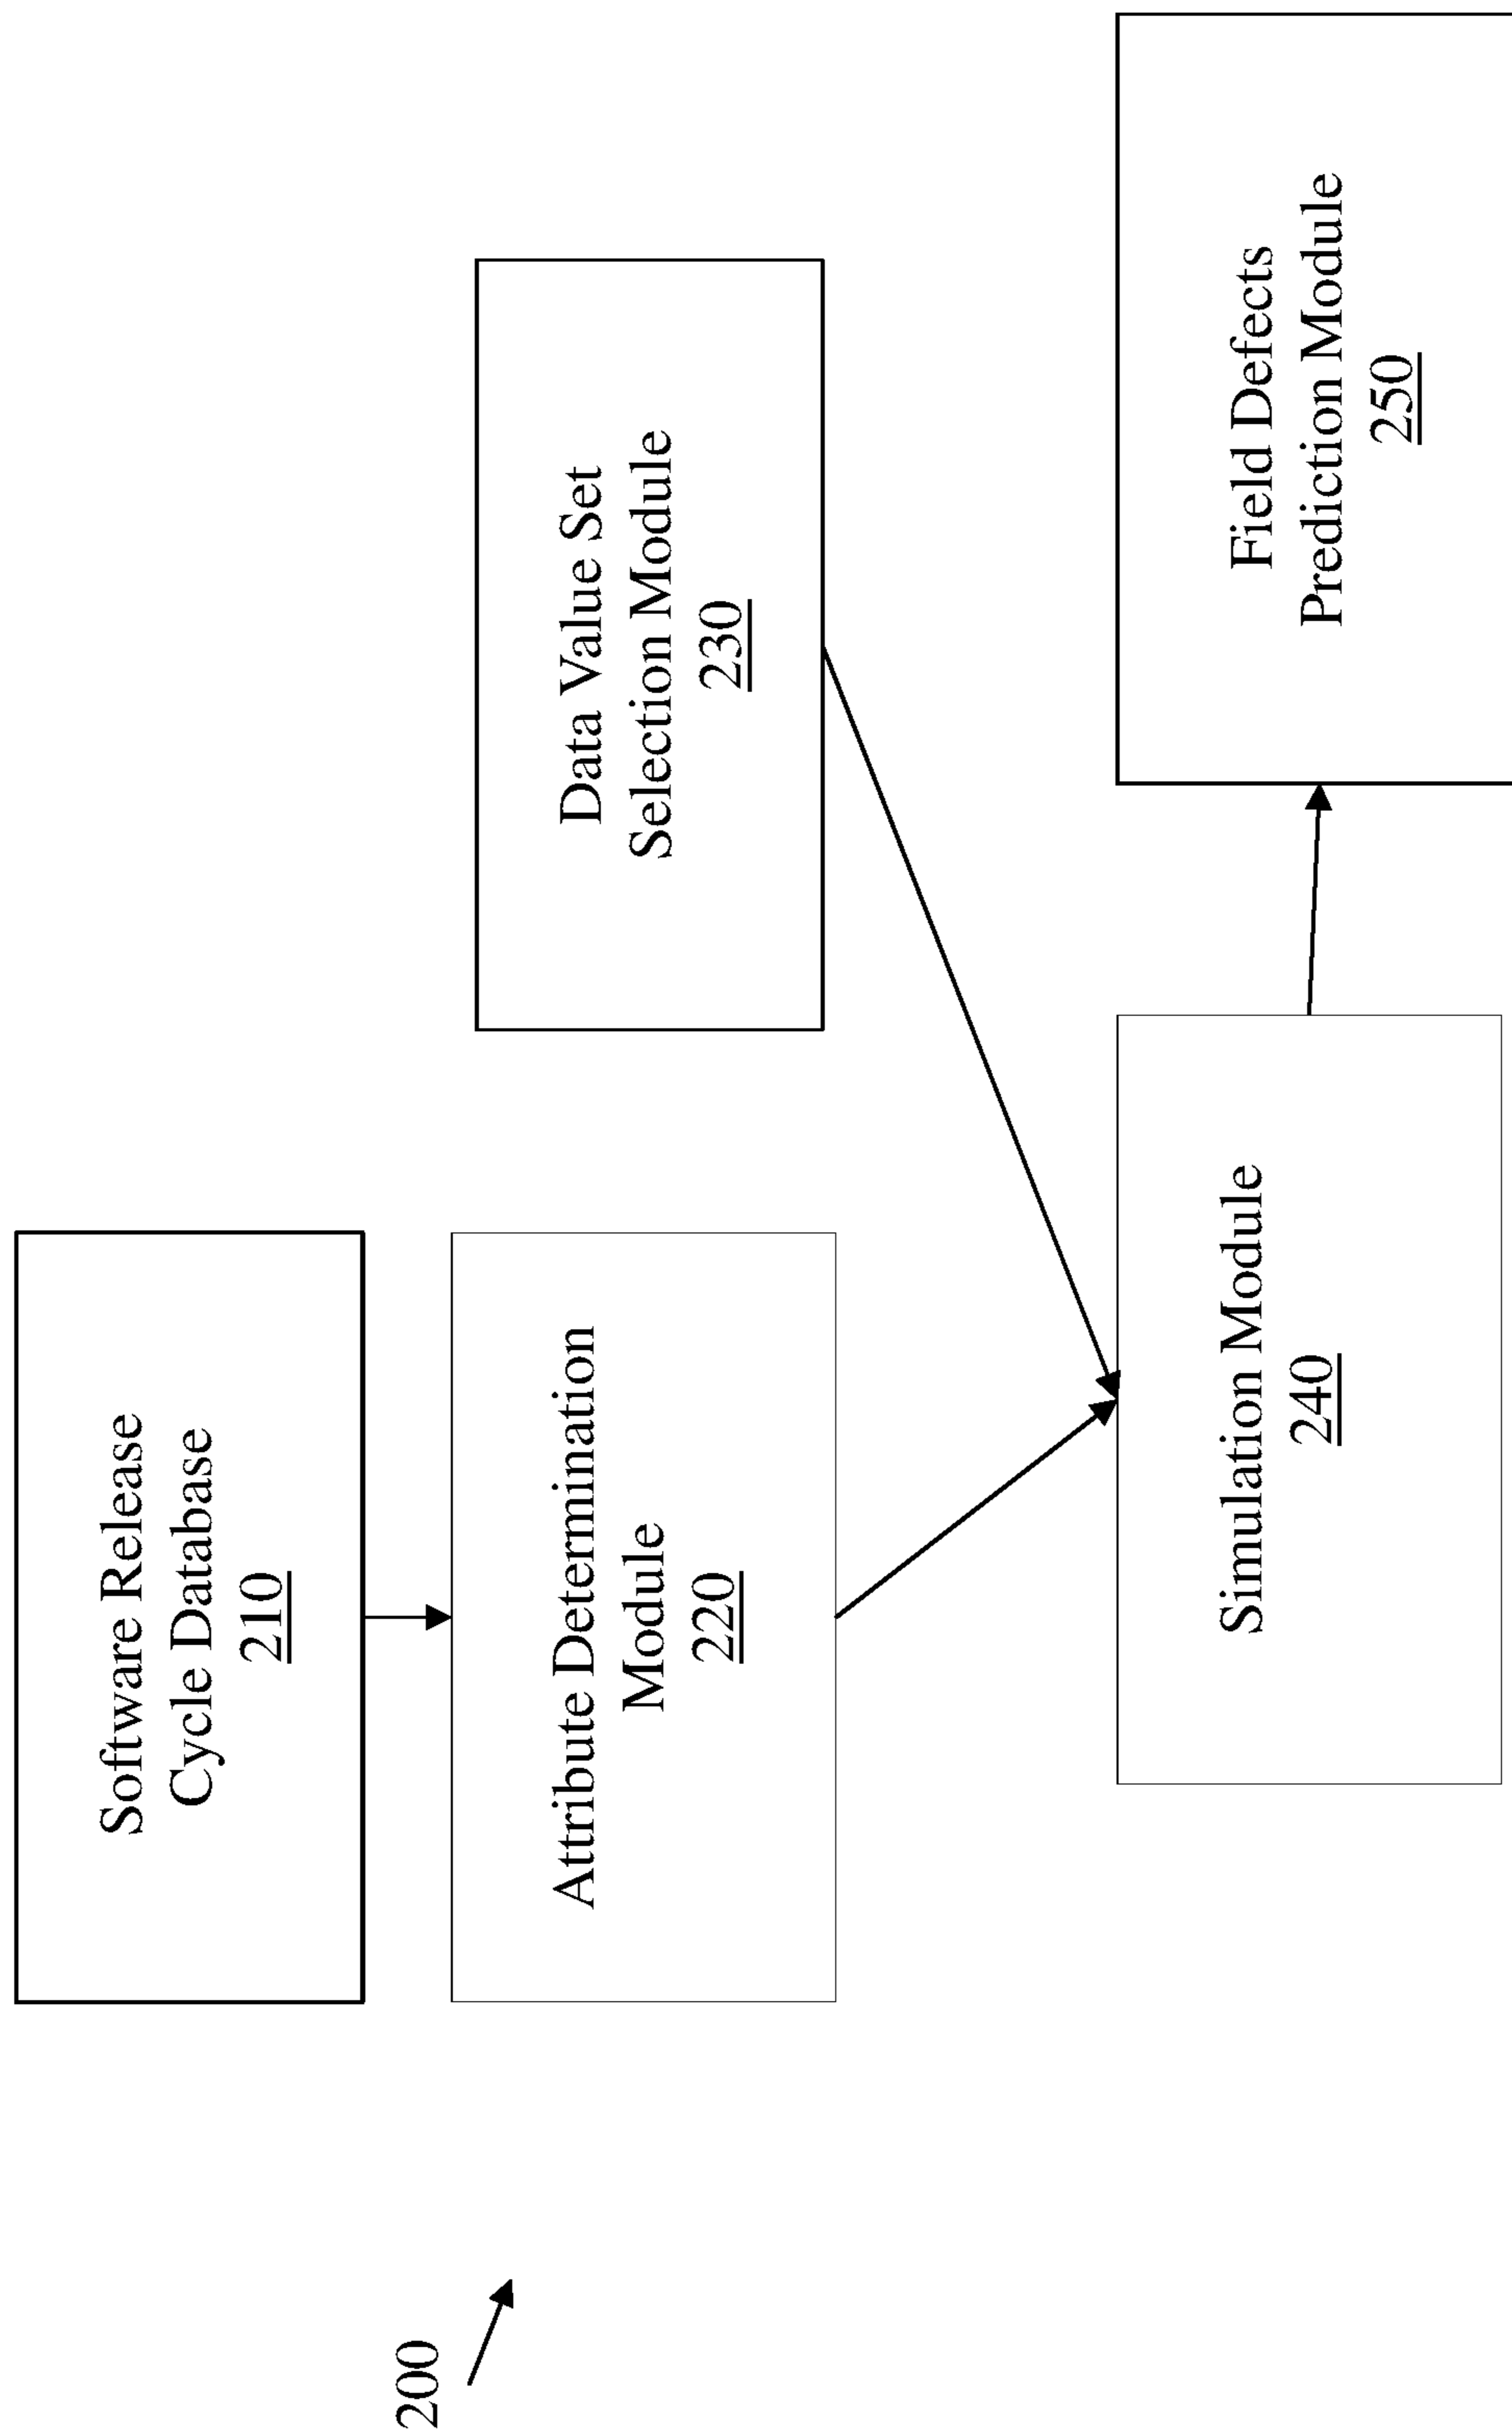 200
Software Release
Cycle Database
210
Attribute Determination
Module
220
Data Value Set
Selection Module
230
Simulation Module
240
Field Defects
Prediction Module
250